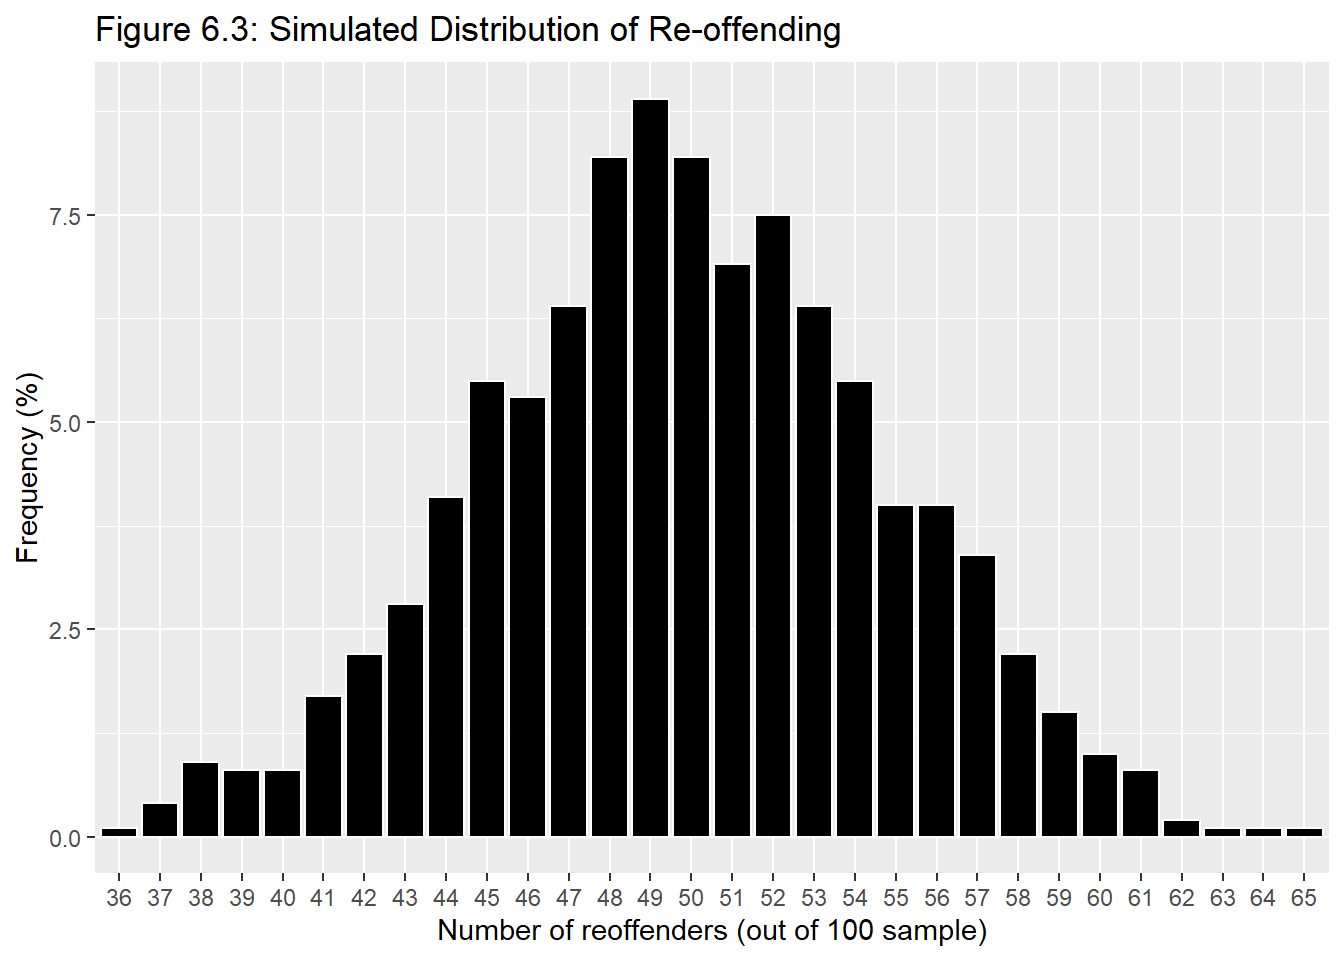 Figure 6.3: Simulated Distribution of Re-offending
Frequency (%)
7.5
5.0
2.5
0.0
36 37 38 39 40 41 42 43 44 45 46 47 48 49 50 51 52 53 54 55 56 57 58 59 60 61 62 63 64 65
Number of reoffenders (out of 100 sample)